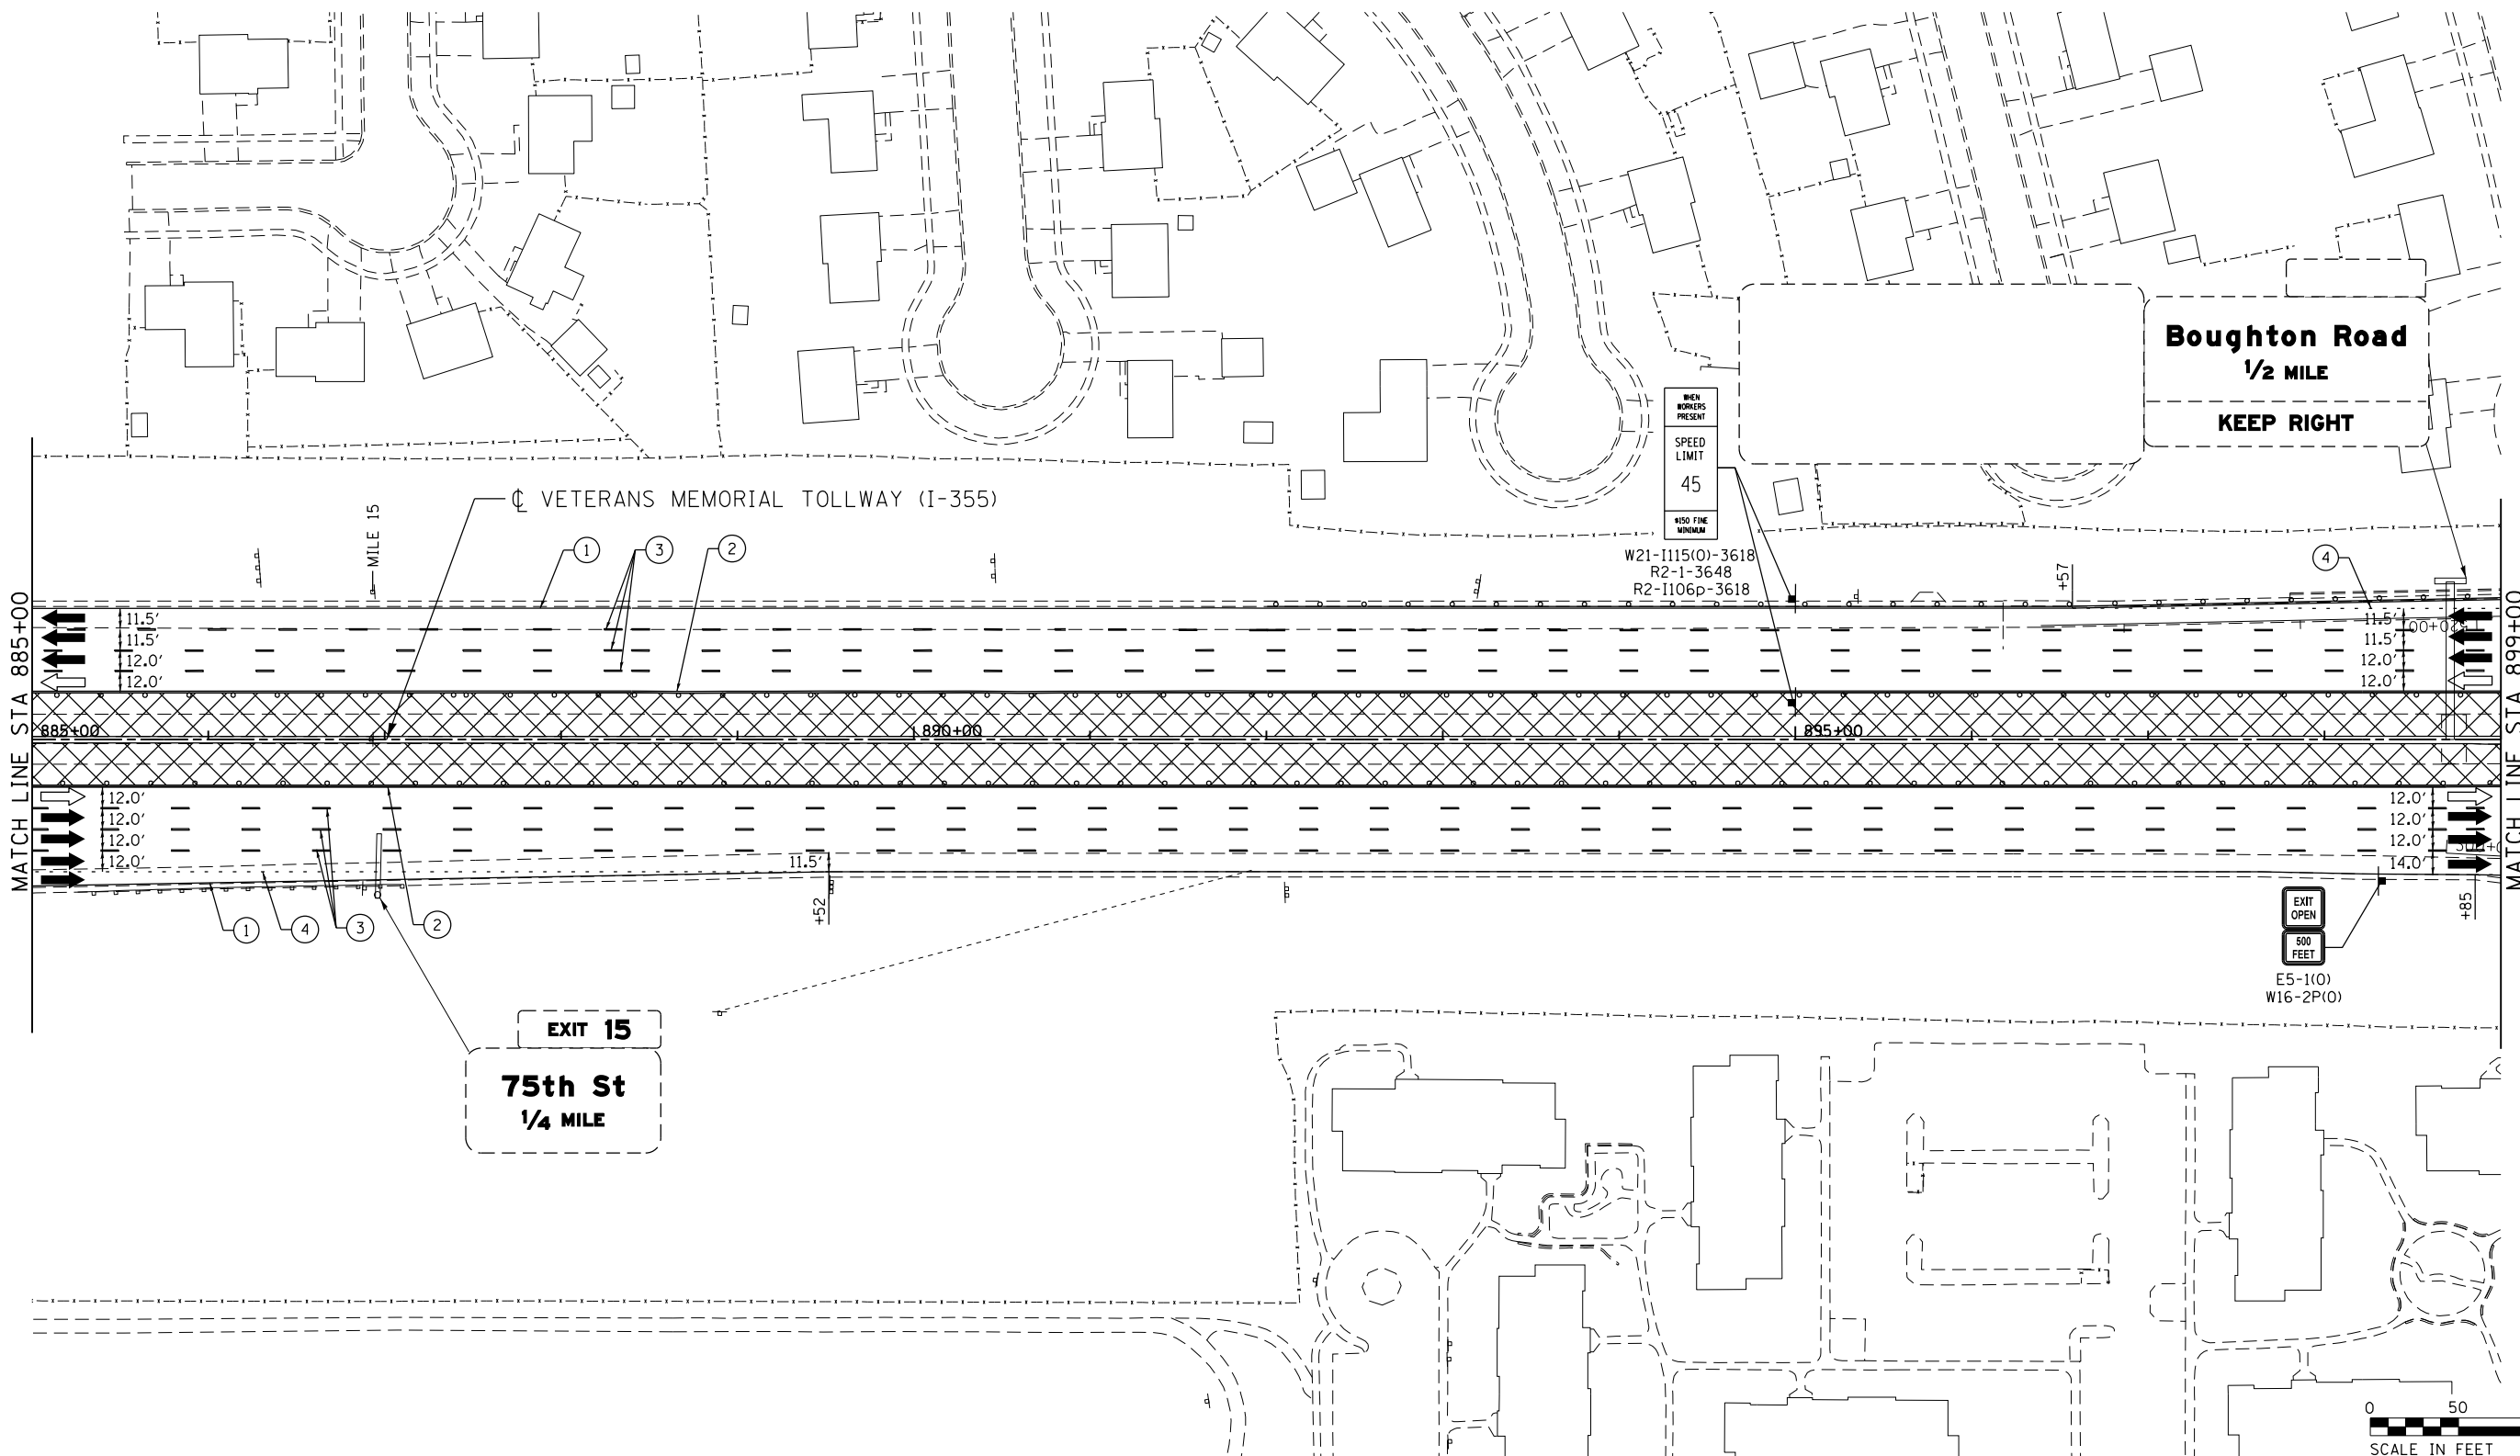 Boughton Road
1/2 MILE
KEEP RIGHT
WHEN
WORKERS
PRESENT
SPEED
LIMIT
45
$150 FINE
MINIMUM
W21-I115(O)-3618
R2-1-3648
R2-I106p-3618
℄ VETERANS MEMORIAL TOLLWAY (I-355)
MILE 15
1
3
2
4
+57
MATCH LINE STA 885+00
MATCH LINE STA 899+00
11.5'
11.5'
12.0'
12.0'
11.5'
11.5'
12.0'
12.0'
885+00
890+00
895+00
12.0'
12.0'
12.0'
12.0'
11.5'
12.0'
12.0'
12.0'
14.0'
+52
+85
1
4
3
2
EXIT
OPEN
500
FEET
E5-1(O)
W16-2P(O)
EXIT 15
75th St
1/4 MILE
0 50
SCALE IN FEET